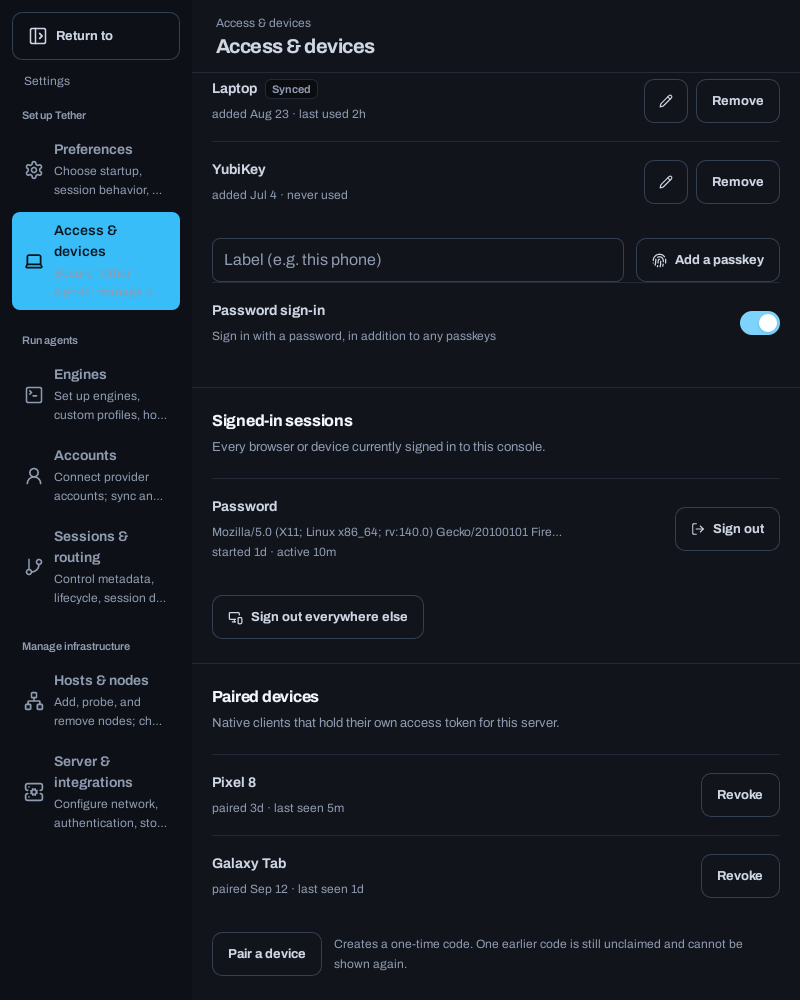 Return to
Settings
Set up Tether
Preferences
Choose startup,
session behavior, ...
Access &
devices
Run agents
Engines
Set up engines,
custom profiles, ho...
Accounts
Connect provider
accounts; sync an...
Sessions &
routing
Control metadata,
lifecycle, session d...
Manage infrastructure
Hosts & nodes
Add, probe, and
remove nodes; ch...
Server &
integrations
Configure network,
authentication, sto...
Access & devices
Access & devices
Laptop Synced
added Aug 23 · last used 2h
Remove
YubiKey
added Jul 4 · never used
Remove
Label (e.g. this phone)
Add a passkey
Password sign-in
Sign in with a password, in addition to any passkeys
Signed-in sessions
Every browser or device currently signed in to this console.
Password
Mozilla/5.0 (X11; Linux x86_64; rv:140.0) Gecko/20100101 Fire...
started 1d · active 10m
Sign out
Sign out everywhere else
Paired devices
Native clients that hold their own access token for this server.
Pixel 8
paired 3d · last seen 5m
Revoke
Galaxy Tab
paired Sep 12 · last seen 1d
Revoke
Pair a device
Creates a one-time code. One earlier code is still unclaimed and cannot be
shown again.